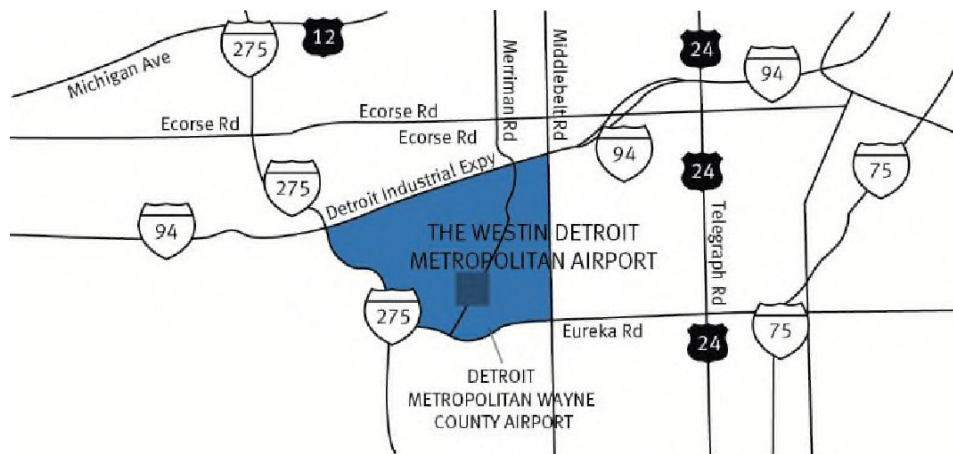 Michigan Ave
275
12
Merriman Rd
Middlebelt Rd
24
94
Ecorse Rd
Ecorse Rd
Ecorse Rd
94
75
275
Detroit Industrial Expy
24
94
THE WESTIN DETROIT
METROPOLITAN AIRPORT
Telegraph Rd
275
Eureka Rd
24
75
DETROIT
METROPOLITAN WAYNE
COUNTY AIRPORT